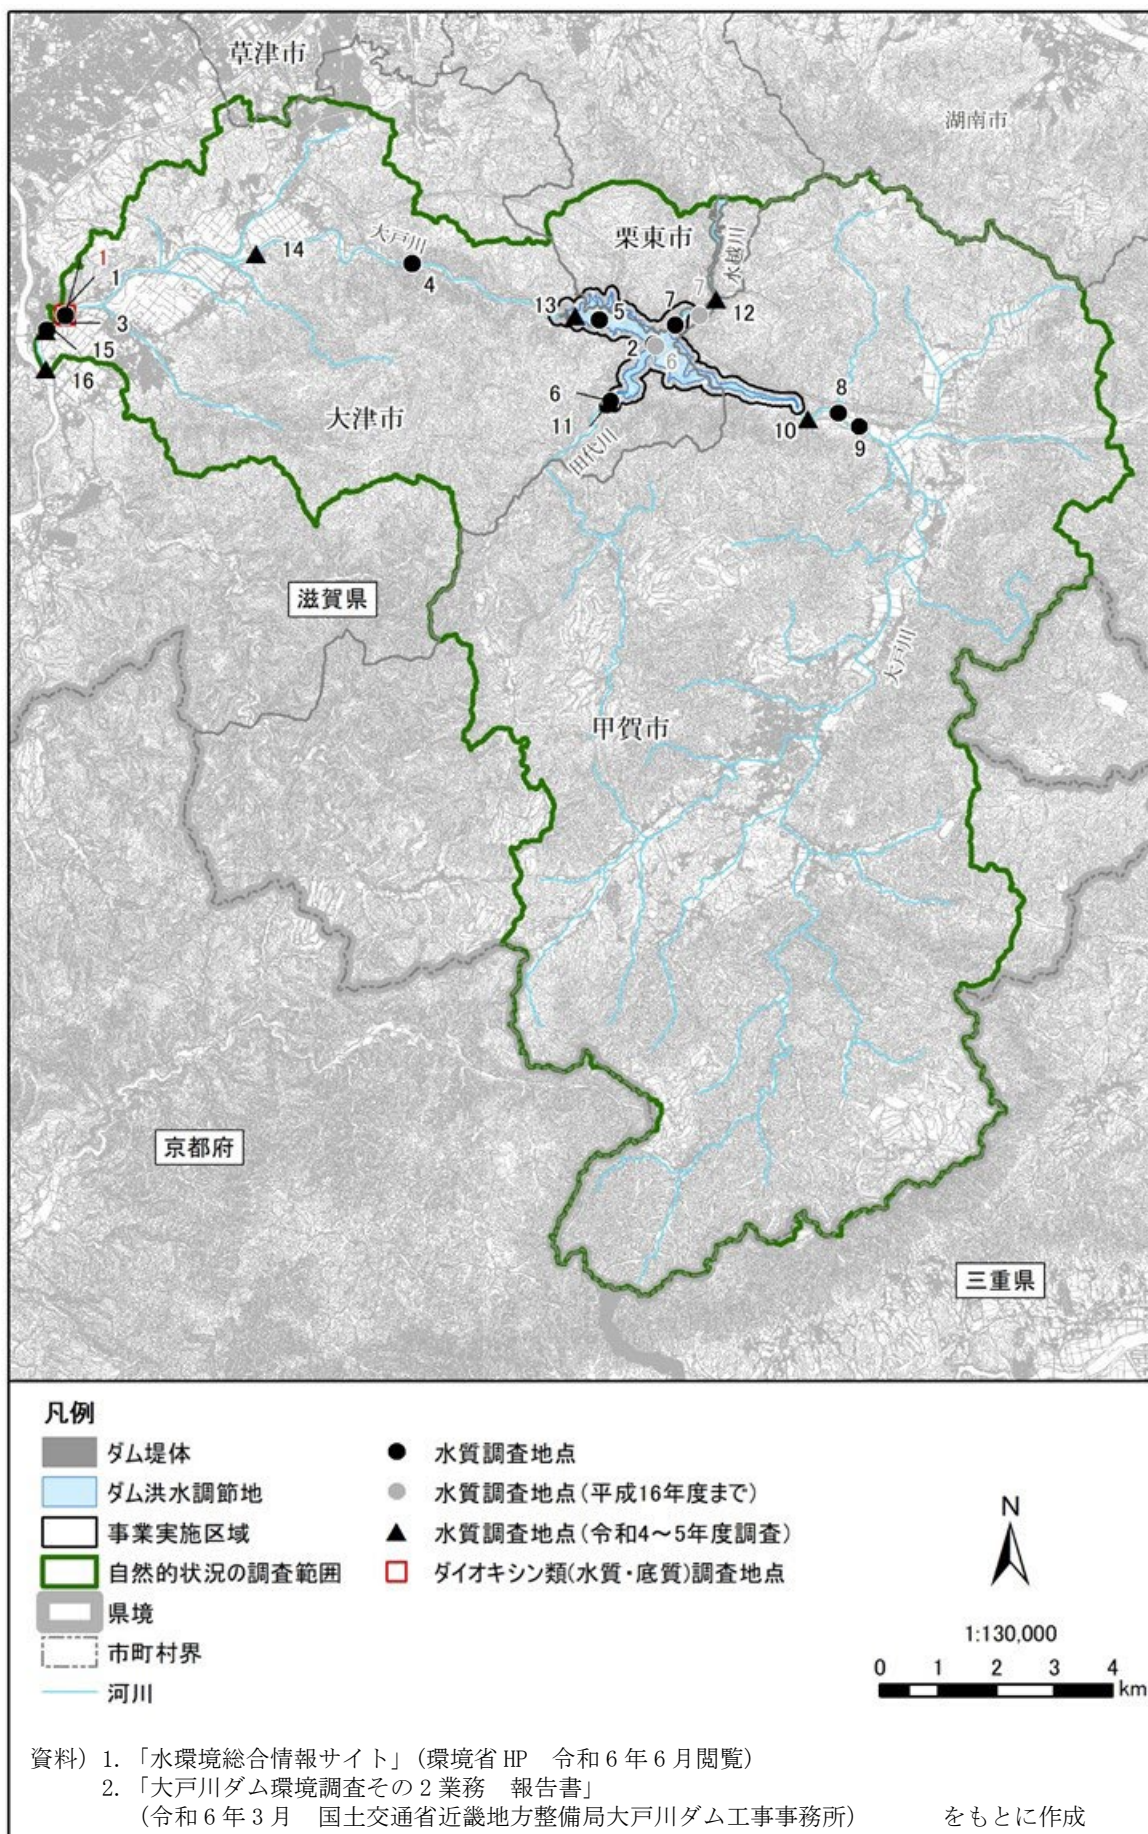 草津市
湖南市
栗東市
水越川
大戸川
14
4
1
1
3
15
16
13
5
7
7
12
2
6
6
11
8
10
9
大津市
田代川
滋賀県
大戸川
甲賀市
京都府
三重県
凡例
ダム堤体
ダム洪水調節地
事業実施区域
自然的状況の調査範囲
県境
市町村界
河川
水質調査地点
水質調査地点(平成16年度まで)
水質調査地点(令和4～5年度調査)
ダイオキシン類(水質・底質)調査地点
N
1:130,000
0 1 2 3 4
km
資料) 1. 「水環境総合情報サイト」(環境省 HP 令和 6 年 6 月閲覧)
2. 「大戸川ダム環境調査その 2 業務 報告書」
(令和 6 年 3 月 国土交通省近畿地方整備局大戸川ダム工事事務所) をもとに作成